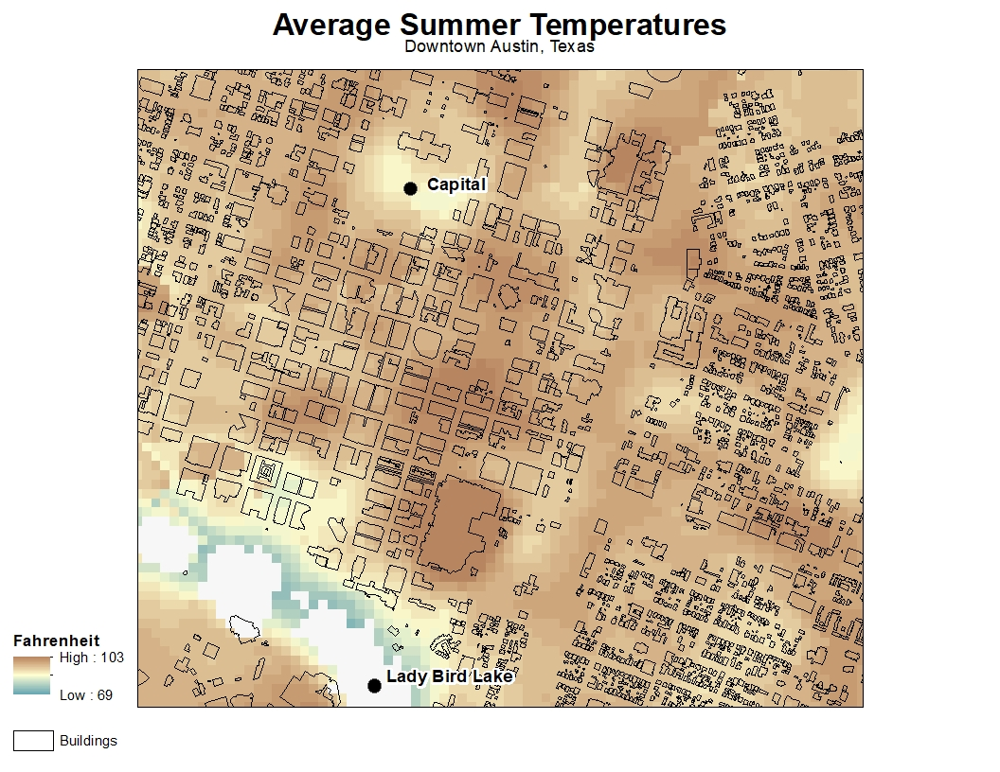 Average Summer Temperatures
Downtown Austin, Texas
Capital
Lady Bird Lake
Fahrenheit
High : 103
Low : 69
Buildings